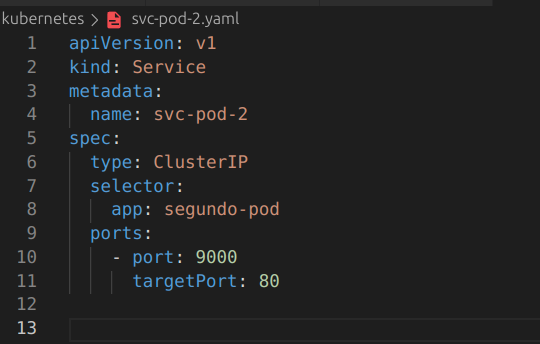 kubernetes > svc-pod-2.yaml
1 apiVersion: v1
2 kind: Service
3 metadata:
4   name: svc-pod-2
5 spec:
6   type: ClusterIP
7   selector:
8     app: segundo-pod
9   ports:
10     - port: 9000
11       targetPort: 80
12
13